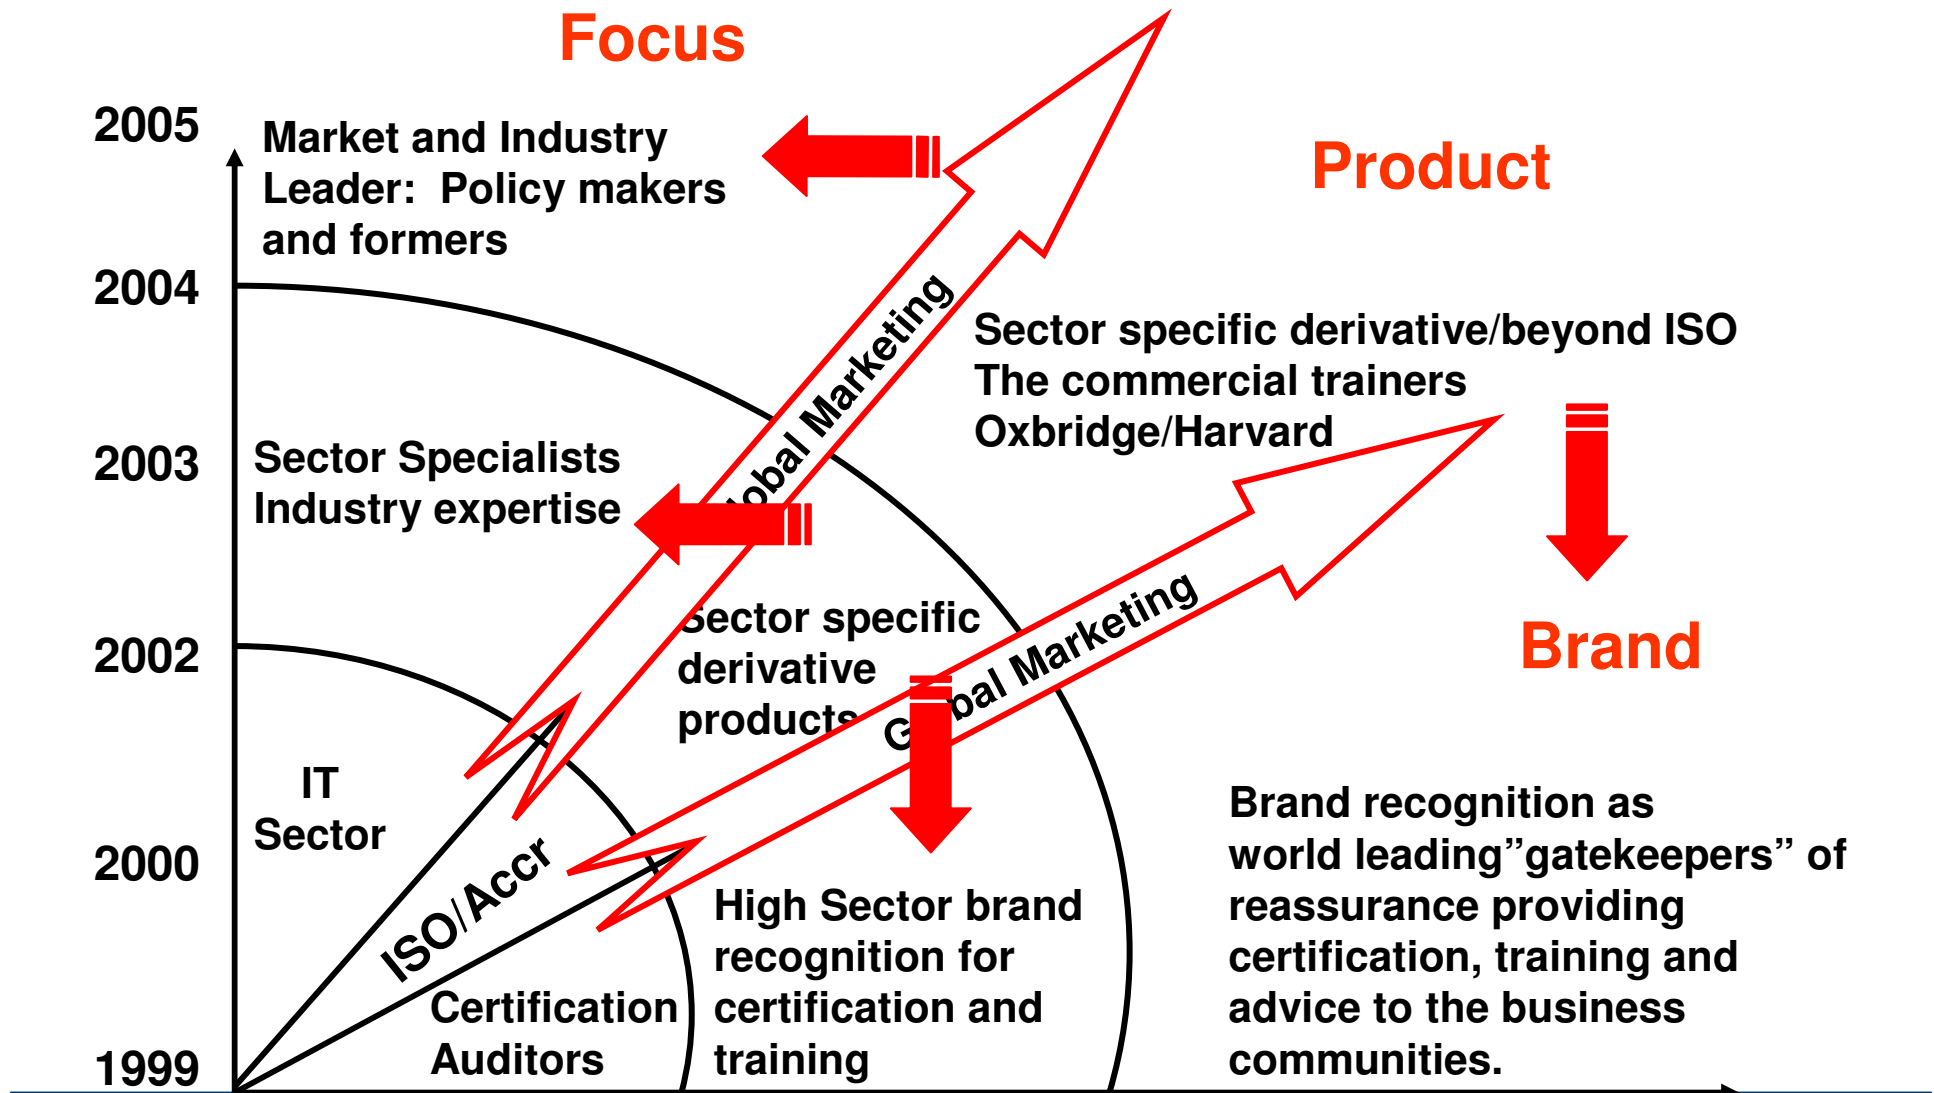 Focus
2005
Market and Industry
Leader: Policy makers
and formers
Product
2004
Global Marketing
Sector specific derivative/beyond ISO
The commercial trainers
Oxbridge/Harvard
2003
Sector Specialists
Industry expertise
Sector specific
derivative
products
Global Marketing
Brand
2002
IT
Sector
2000
ISO/Accr
High Sector brand
recognition for
certification and
training
Brand recognition as
world leading”gatekeepers” of
reassurance providing
certification, training and
advice to the business
communities.
Certification
Auditors
1999